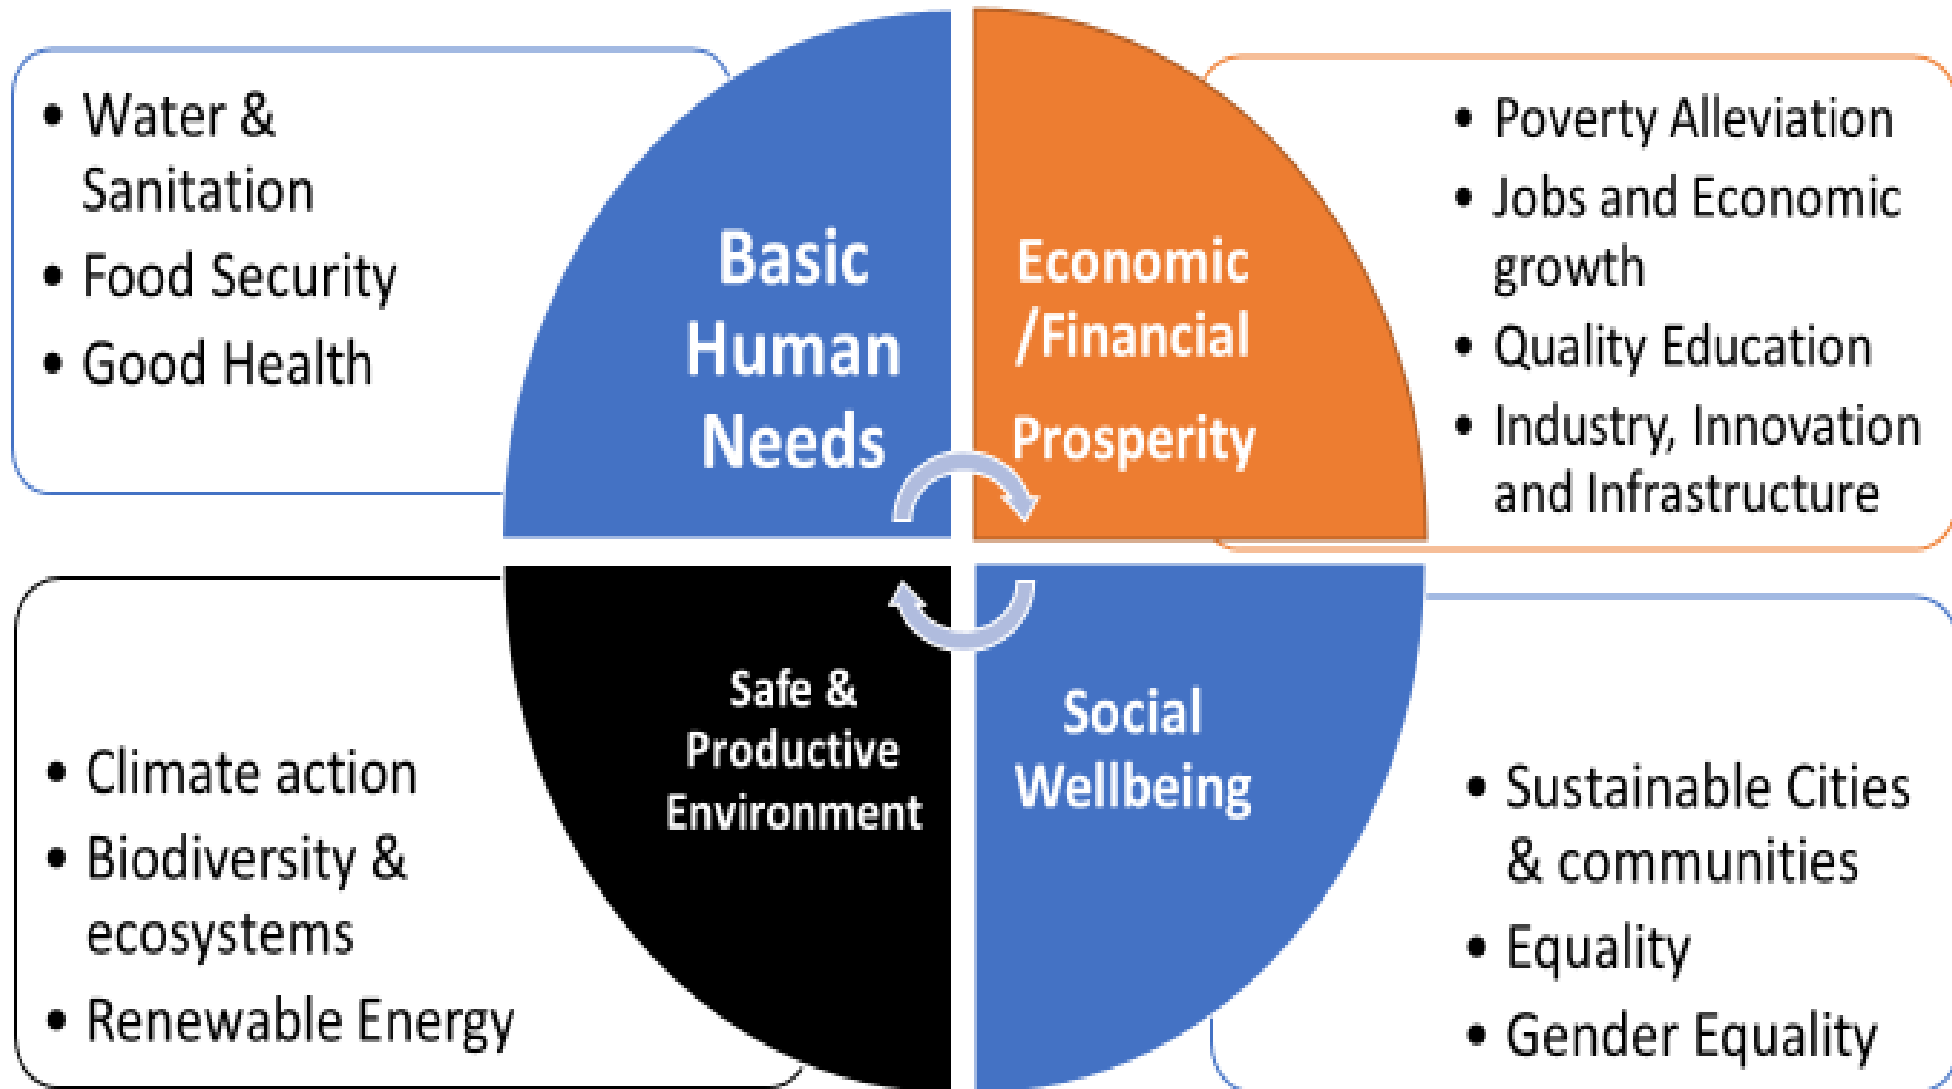 • Water &
Sanitation
• Food Security
• Good Health
Basic
Human
Needs
Economic
/Financial
Prosperity
• Poverty Alleviation
• Jobs and Economic
growth
• Quality Education
• Industry, Innovation
and Infrastructure
• Climate action
• Biodiversity &
ecosystems
• Renewable Energy
Safe &
Productive
Environment
Social
Wellbeing
• Sustainable Cities
& communities
• Equality
• Gender Equality